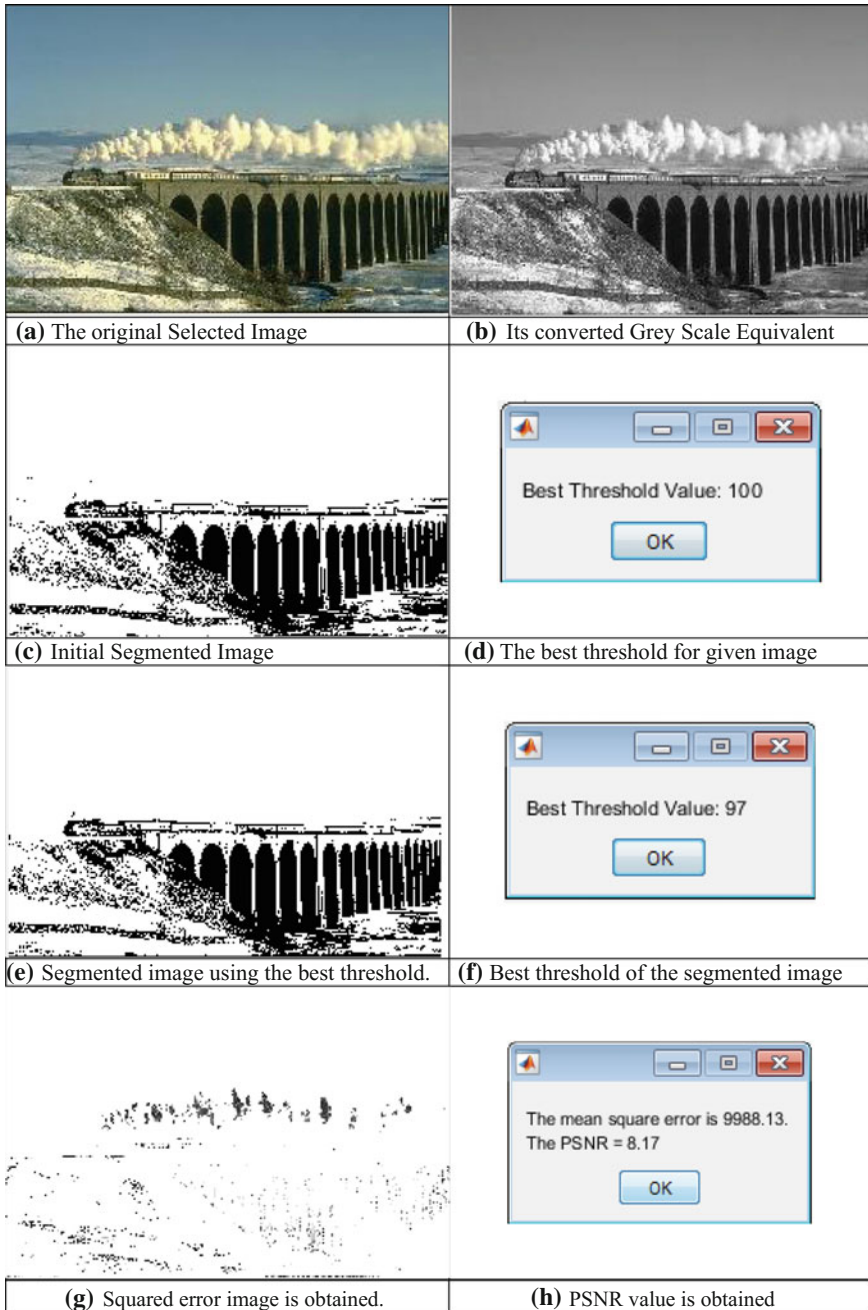 (a) The original Selected Image
(b) Its converted Grey Scale Equivalent
Best Threshold Value: 100
OK
(c) Initial Segmented Image
(d) The best threshold for given image
Best Threshold Value: 97
OK
(e) Segmented image using the best threshold.
(f) Best threshold of the segmented image
The mean square error is 9988.13.
The PSNR = 8.17
OK
(g) Squared error image is obtained.
(h) PSNR value is obtained